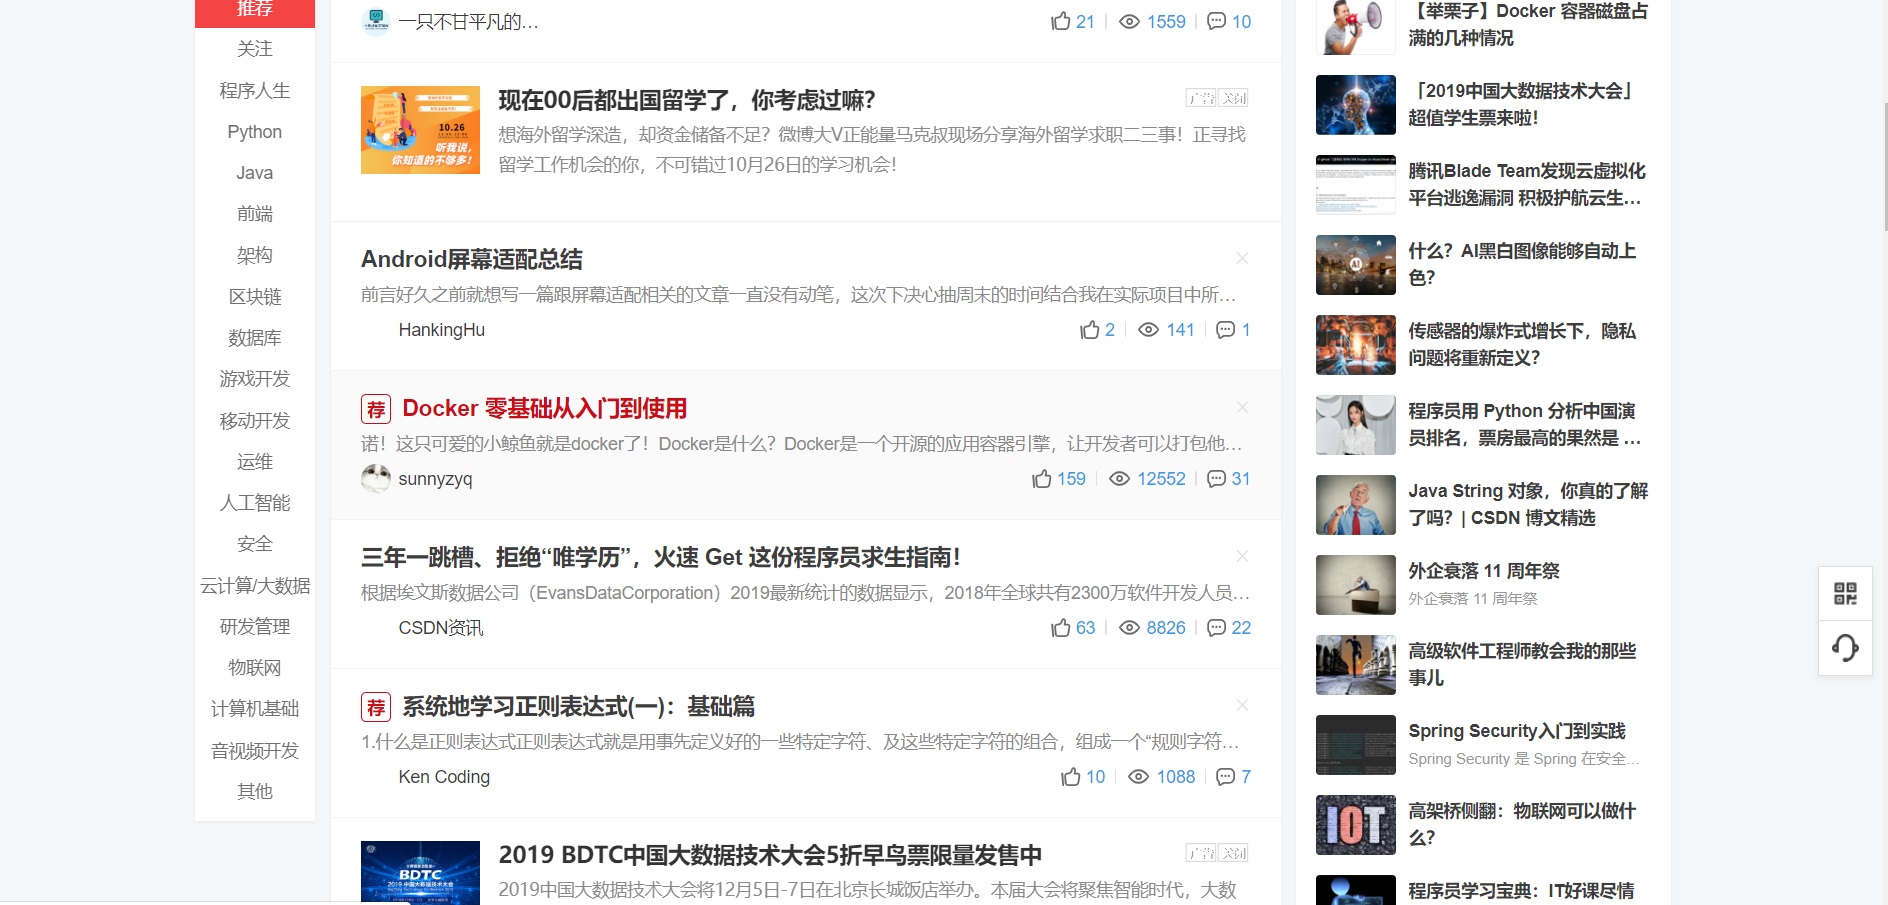 推荐
关注
程序人生
Python
Java
前端
架构
区块链
数据库
游戏开发
移动开发
运维
人工智能
安全
云计算/大数据
研发管理
物联网
计算机基础
音视频开发
其他
一只不甘平凡的…
21
1559
10
10.26
听我说，
你知道的不够多！
现在00后都出国留学了，你考虑过嘛？
广告
关闭
想海外留学深造，却资金储备不足？微博大V正能量马克叔现场分享海外留学求职二三事！正寻找
留学工作机会的你，不可错过10月26日的学习机会！
Android屏幕适配总结
前言好久之前就想写一篇跟屏幕适配相关的文章一直没有动笔，这次下决心抽周末的时间结合我在实际项目中所…
HankingHu
2
141
1
荐 Docker 零基础从入门到使用
诺！这只可爱的小鲸鱼就是docker了！Docker是什么？Docker是一个开源的应用容器引擎，让开发者可以打包他…
sunnyzyq
159
12552
31
三年一跳槽、拒绝“唯学历”，火速 Get 这份程序员求生指南！
根据埃文斯数据公司（EvansDataCorporation）2019最新统计的数据显示，2018年全球共有2300万软件开发人员…
CSDN资讯
63
8826
22
荐 系统地学习正则表达式(一)：基础篇
1.什么是正则表达式正则表达式就是用事先定义好的一些特定字符、及这些特定字符的组合，组成一个“规则字符…
Ken Coding
10
1088
7
BDTC
2019 中国大数据技术大会
2019 BDTC中国大数据技术大会5折早鸟票限量发售中
广告
关闭
2019中国大数据技术大会将12月5日-7日在北京长城饭店举办。本届大会将聚焦智能时代，大数
【举栗子】Docker 容器磁盘占
满的几种情况
「2019中国大数据技术大会」
超值学生票来啦！
腾讯Blade Team发现云虚拟化
平台逃逸漏洞 积极护航云生…
AI
什么？AI黑白图像能够自动上
色？
传感器的爆炸式增长下，隐私
问题将重新定义？
程序员用 Python 分析中国演
员排名，票房最高的果然是 …
Java String 对象，你真的了解
了吗？| CSDN 博文精选
外企衰落 11 周年祭
外企衰落 11 周年祭
高级软件工程师教会我的那些
事儿
Spring Security入门到实践
Spring Security 是 Spring 在安全…
IOT
高架桥侧翻：物联网可以做什
么？
程序员学习宝典：IT好课尽情